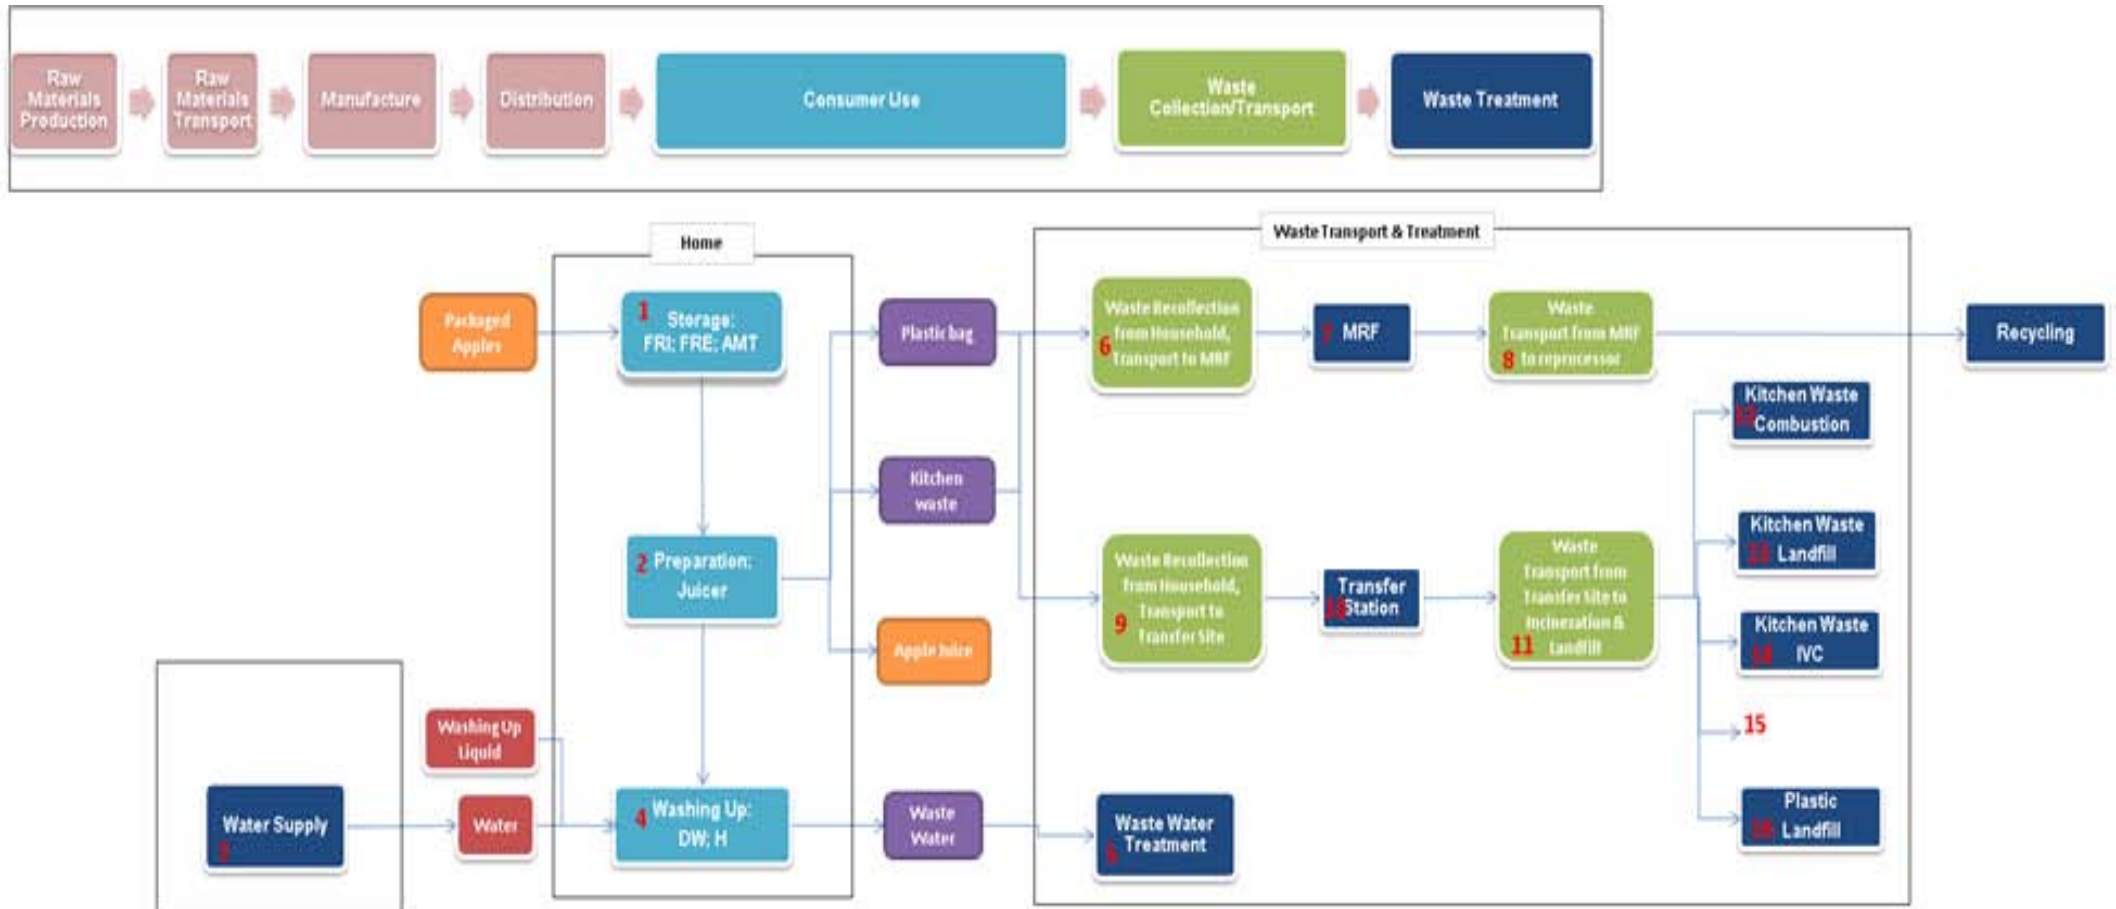 Raw
Materials
Production
Raw
Materials
Transport
Manufacture
Distribution
Consumer Use
Waste
Collection/Transport
Waste Treatment
Home
Waste Transport & Treatment
Packaged
Apples
1 Storage:
FRI; FRE; AMT
Plastic bag
Waste Recollection
from Household,
6 Transport to MRF
7 MRF
Waste
Transport from MRF
8 to reprocessor
Recycling
Kitchen Waste
Combustion
Kitchen
waste
Kitchen Waste
Landfill
2 Preparation:
Juicer
Waste Recollection
from Household,
Transport to
9 Transfer Site
Transfer
10 Station
Waste
Transport from
Transfer Site to
Incineration &
11 Landfill
Kitchen Waste
IVC
Apple Juice
15
Washing Up
Liquid
Water Supply
Water
4 Washing Up:
DW; H
Waste
Water
Waste Water
Treatment
5
Plastic
Landfill